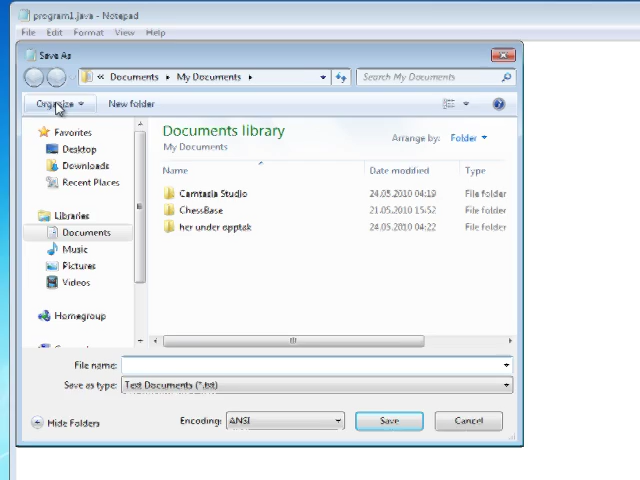 program1.java - Notepad
File Edit Format View Help
Save As
« Documents ▸ My Documents ▸
Search My Documents
Organize New folder
Favorites
Desktop
Downloads
Recent Places
Libraries
Documents
Music
Pictures
Videos
Homegroup
Documents library
My Documents
Arrange by: Folder
Name Date modified Type
Camtasia Studio 24.05.2010 04:19 File folder
ChessBase 21.05.2010 15:52 File folder
her under opptak 24.05.2010 04:22 File folder
File name:
Save as type: Text Documents (*.txt)
Hide Folders
Encoding: ANSI
Save Cancel